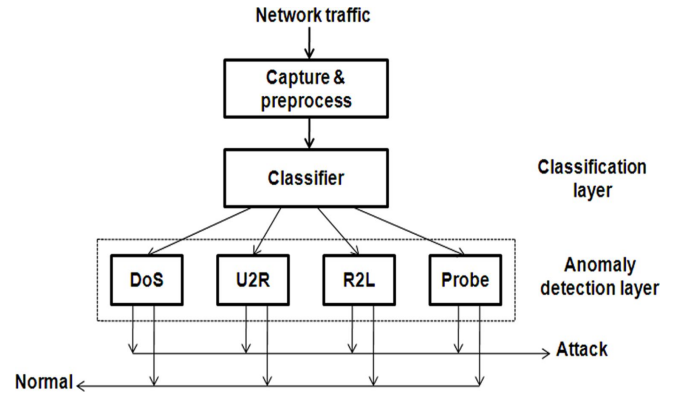 Network traffic
Capture &
preprocess
Classifier
Classification
layer
DoS
U2R
R2L
Probe
Anomaly
detection layer
Attack
Normal